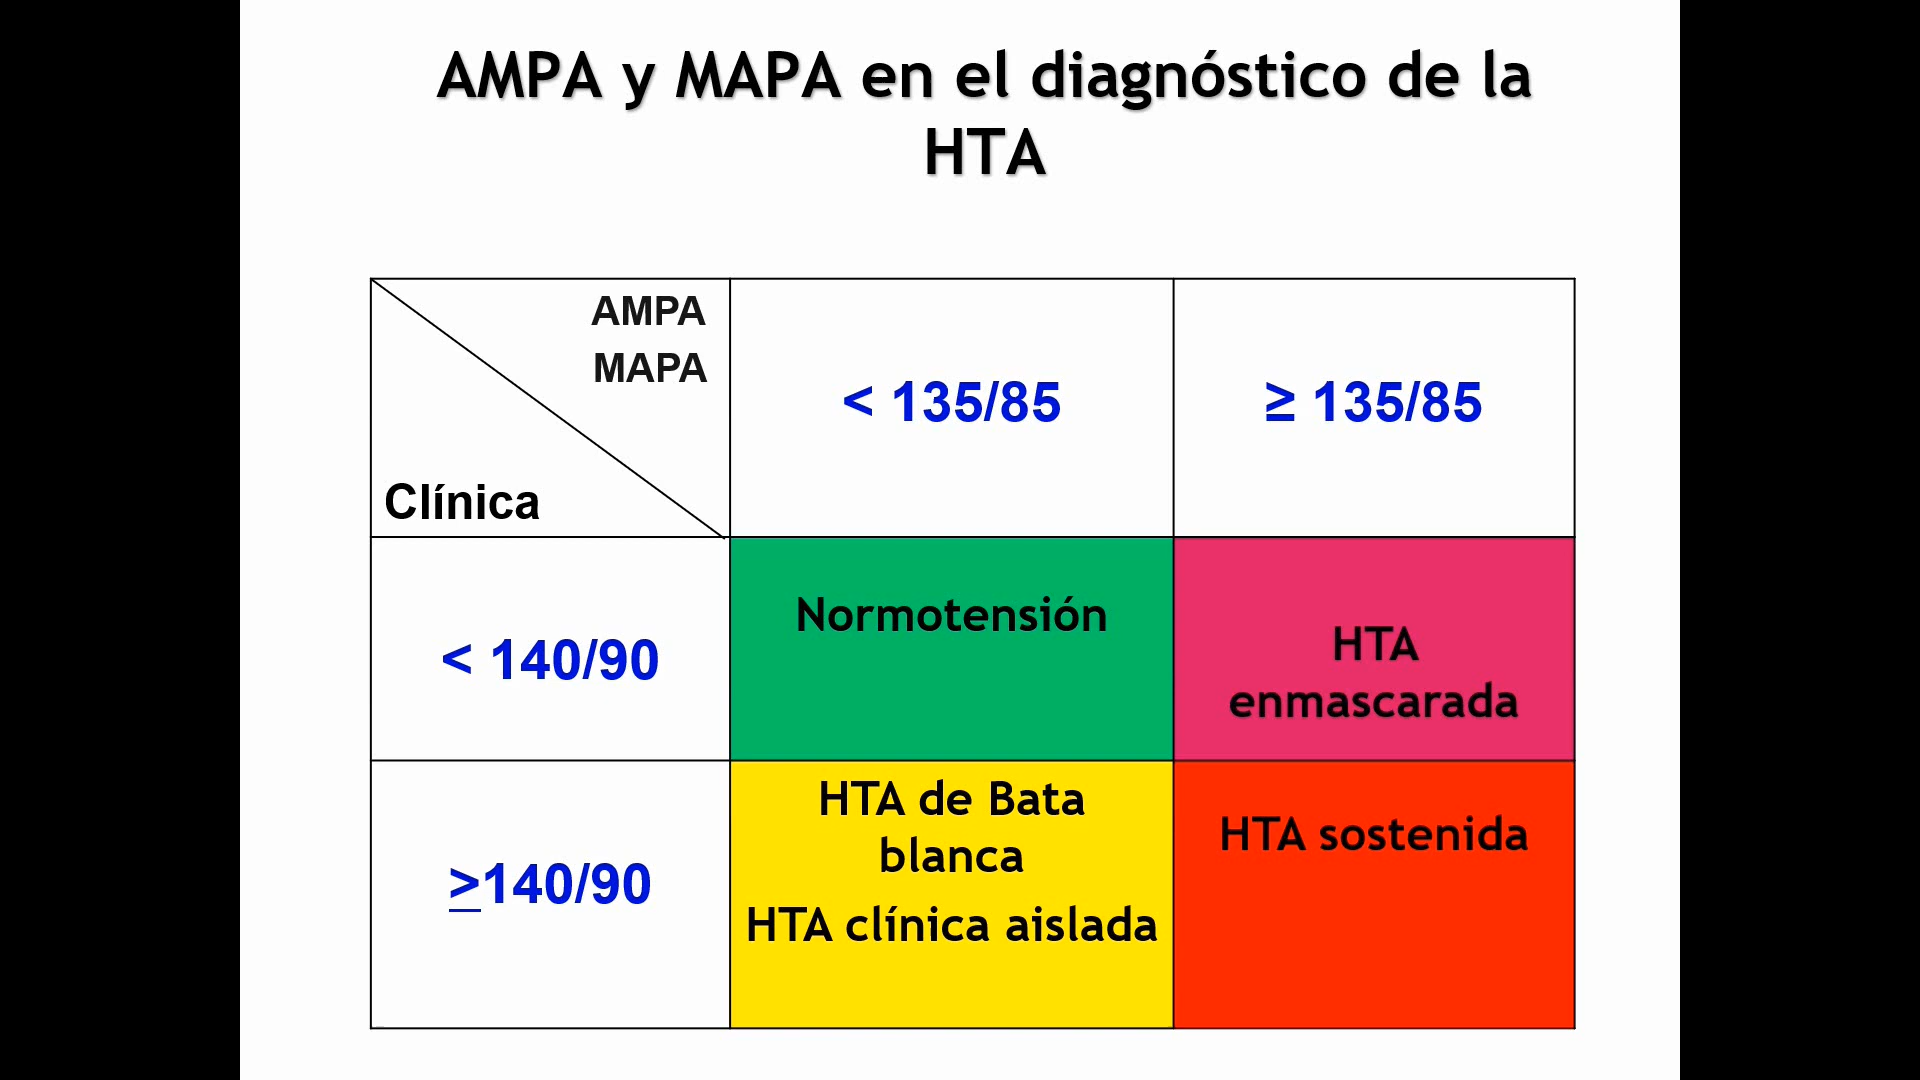 AMPA y MAPA en el diagnóstico de la
HTA
AMPA
MAPA
Clínica
< 135/85
≥ 135/85
< 140/90
Normotensión
HTA
enmascarada
≥140/90
HTA de Bata
blanca
HTA clínica aislada
HTA sostenida